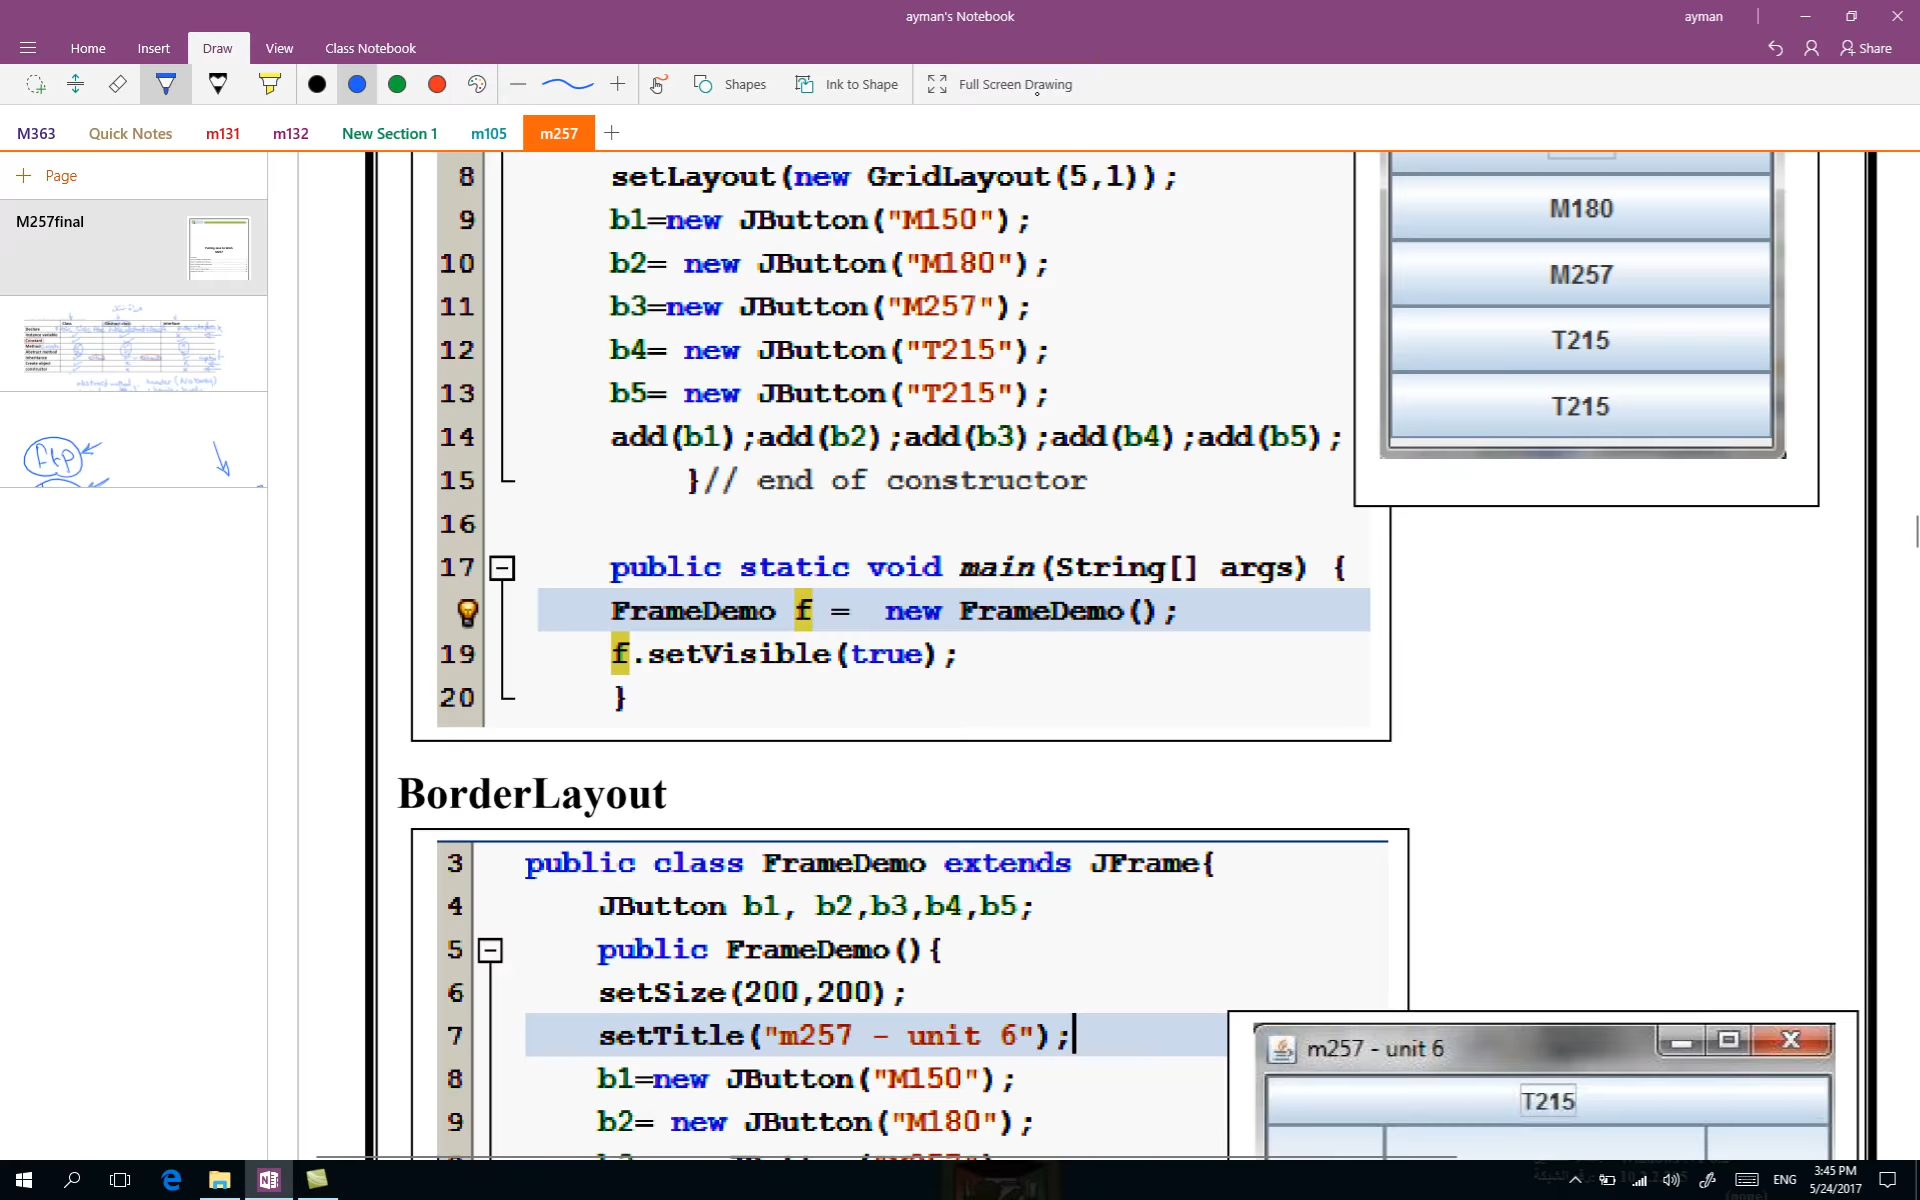 ayman's Notebook
ayman
Home Insert Draw View Class Notebook
Share
Shapes Ink to Shape Full Screen Drawing
M363 Quick Notes m131 m132 New Section 1 m105 m257
Page
M257final
ftp
8 setLayout(new GridLayout(5,1));
9 b1=new JButton("M150");
10 b2= new JButton("M180");
11 b3=new JButton("M257");
12 b4= new JButton("T215");
13 b5= new JButton("T215");
14 add(b1);add(b2);add(b3);add(b4);add(b5);
15 }// end of constructor
16
17 public static void main(String[] args) {
FrameDemo f = new FrameDemo();
19 f.setVisible(true);
20 }
M180
M257
T215
T215
BorderLayout
3 public class FrameDemo extends JFrame{
4 JButton b1, b2,b3,b4,b5;
5 public FrameDemo(){
6 setSize(200,200);
7 setTitle("m257 - unit 6");
8 b1=new JButton("M150");
9 b2= new JButton("M180");
m257 - unit 6
T215
ENG
3:45 PM
5/24/2017